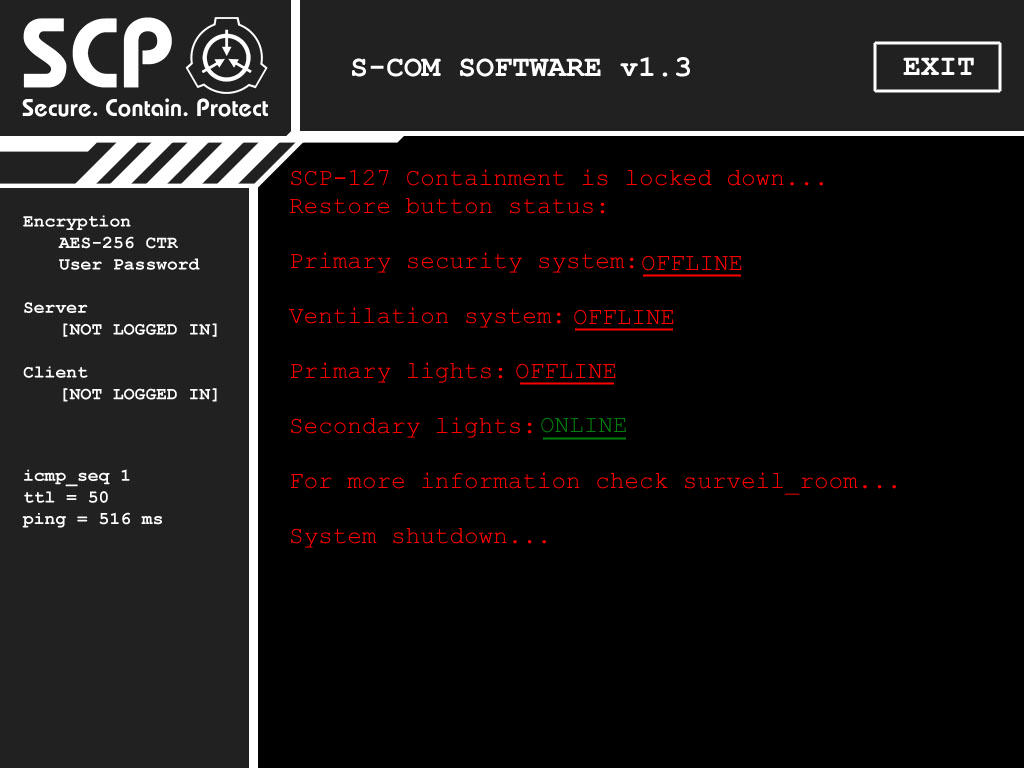 SCP
Secure. Contain. Protect
S-COM SOFTWARE v1.3
EXIT
Encryption
AES-256 CTR
User Password
Server
[NOT LOGGED IN]
Client
[NOT LOGGED IN]
icmp_seq 1
ttl = 50
ping = 516 ms
SCP-127 Containment is locked down...
Restore button status:
Primary security system: OFFLINE
Ventilation system: OFFLINE
Primary lights: OFFLINE
Secondary lights: ONLINE
For more information check surveil_room...
System shutdown...